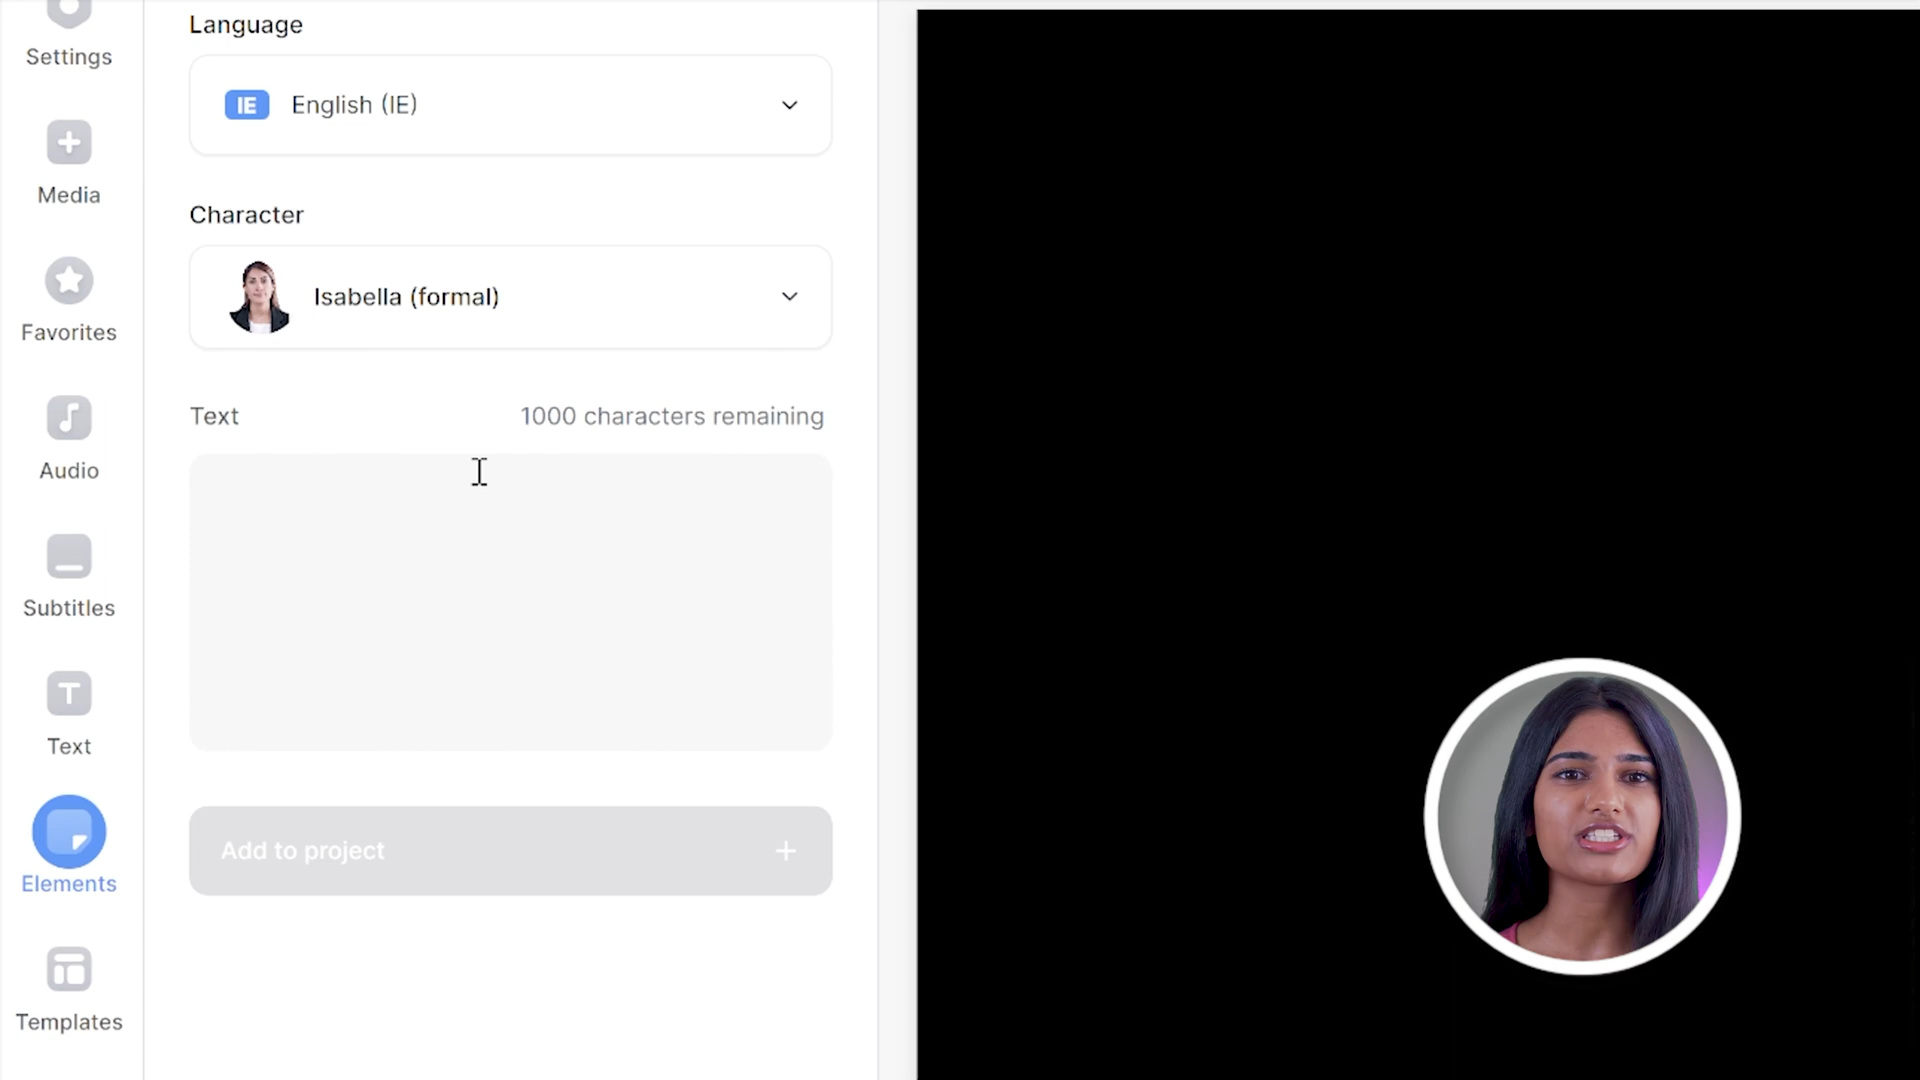 Settings
Media
Favorites
Audio
Subtitles
Text
Elements
Templates
Language
IE English (IE)
Character
Isabella (formal)
Text 1000 characters remaining
Add to project